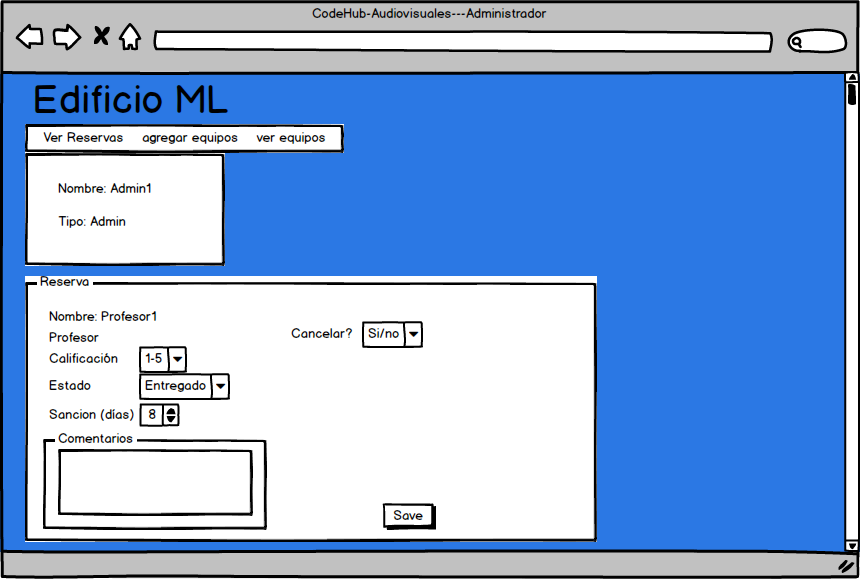 CodeHub-Audiovisuales---Administrador
Edificio ML
Ver Reservas agregar equipos ver equipos
Nombre: Admin1
Tipo: Admin
Reserva
Nombre: Profesor1
Profesor
Cancelar? Si/no
Calificación 1-5
Estado Entregado
Sancion (días) 8
Comentarios
Save